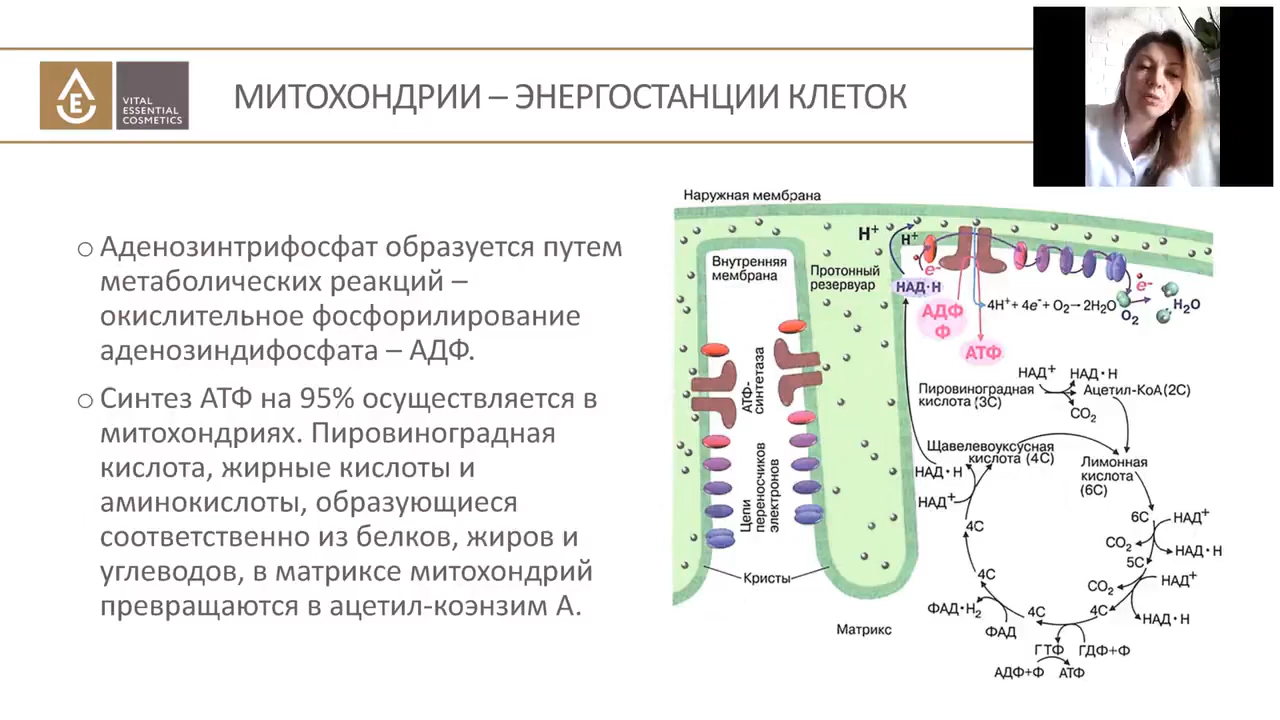 VITAL
ESSENTIAL
COSMETICS
МИТОХОНДРИИ – ЭНЕРГОСТАНЦИИ КЛЕТОК
Аденозинтрифосфат образуется путем
метаболических реакций –
окислительное фосфорилирование
аденозиндифосфата – АДФ.
Синтез АТФ на 95% осуществляется в
митохондриях. Пировиноградная
кислота, жирные кислоты и
аминокислоты, образующиеся
соответственно из белков, жиров и
углеводов, в матриксе митохондрий
превращаются в ацетил-коэнзим А.
Наружная мембрана
Внутренняя
мембрана
Протонный
резервуар
H⁺
H⁺
e⁻
НАД·Н
АДФ
Ф
АТФ
4H⁺ + 4e⁻ + O₂ → 2H₂O
e⁻
O₂
H₂O
АТФ-
синтетаза
Цепи
переносчиков
электронов
Кристы
Матрикс
НАД⁺
НАД·Н
Пировиноградная
кислота (3С)
Ацетил-КоА(2С)
CO₂
Щавелевоуксусная
кислота (4С)
Лимонная
кислота
(6С)
НАД·Н
НАД⁺
4С
6С
НАД⁺
CO₂
НАД·Н
5С
НАД⁺
CO₂
4С
НАД·Н
4С
4С
ФАД·Н₂
ФАД
ГТФ
ГДФ+Ф
АДФ+Ф
АТФ